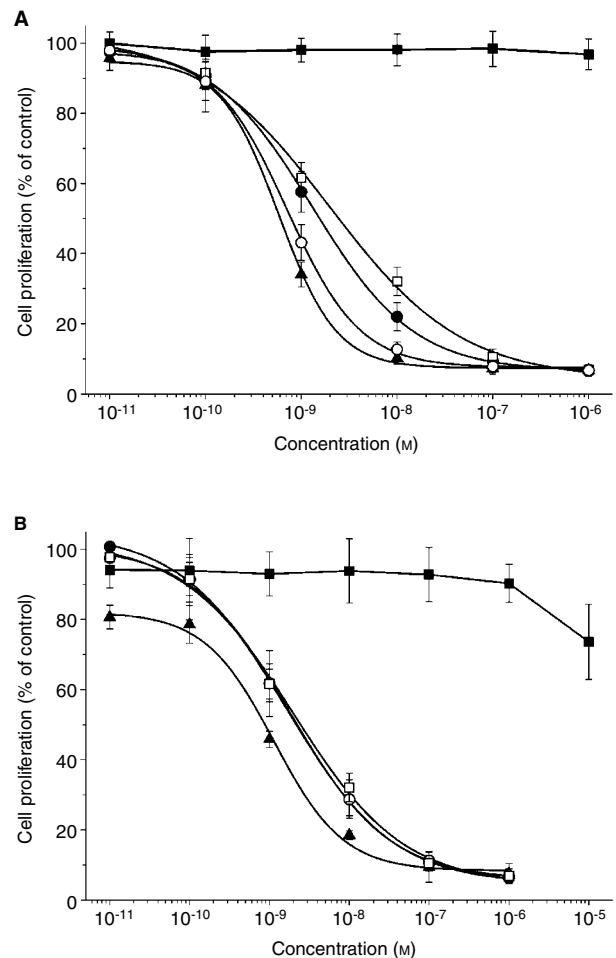 A
100
80
60
40
20
0
Cell proliferation (% of control)
10-11 10-10 10-9 10-8 10-7 10-6
Concentration (M)
B
100
80
60
40
20
0
Cell proliferation (% of control)
10-11 10-10 10-9 10-8 10-7 10-6 10-5
Concentration (M)